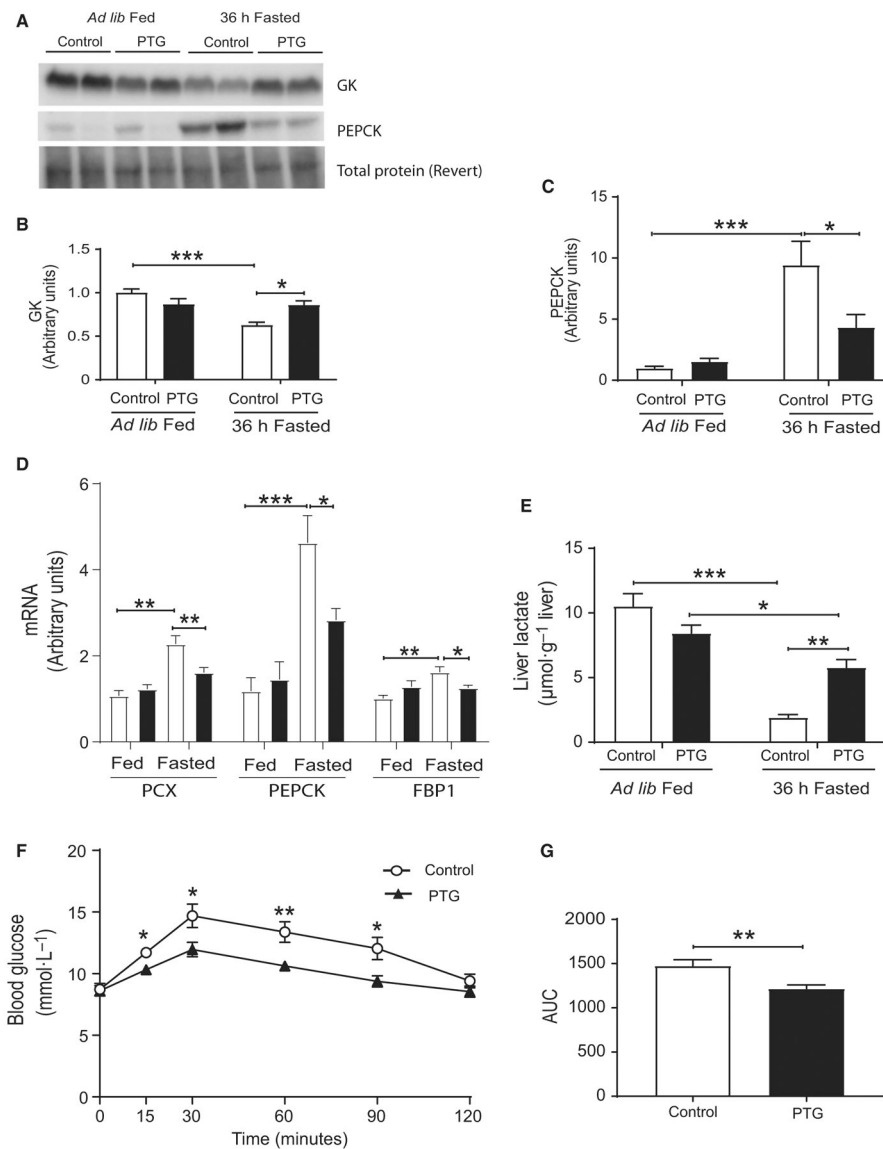 A
Ad lib Fed 36 h Fasted
Control PTG Control PTG
GK
PEPCK
Total protein (Revert)
B
GK
(Arbitrary units)
1.5
1.0
0.5
0
*** *
Control PTG Control PTG
Ad lib Fed 36 h Fasted
C
PEPCK
(Arbitrary units)
15
10
5
0
*** *
Control PTG Control PTG
Ad lib Fed 36 h Fasted
D
mRNA
(Arbitrary units)
6
4
2
0
** ** *** * ** *
Fed Fasted Fed Fasted Fed Fasted
PCX PEPCK FBP1
E
Liver lactate
(µmol·g–1 liver)
15
10
5
0
***
*
**
Control PTG Control PTG
Ad lib Fed 36 h Fasted
F
Blood glucose
(mmol·L–1)
20
15
10
5
0
Control
PTG
* * ** *
0 15 30 60 90 120
Time (minutes)
G
AUC
2000
1500
1000
500
0
**
Control PTG